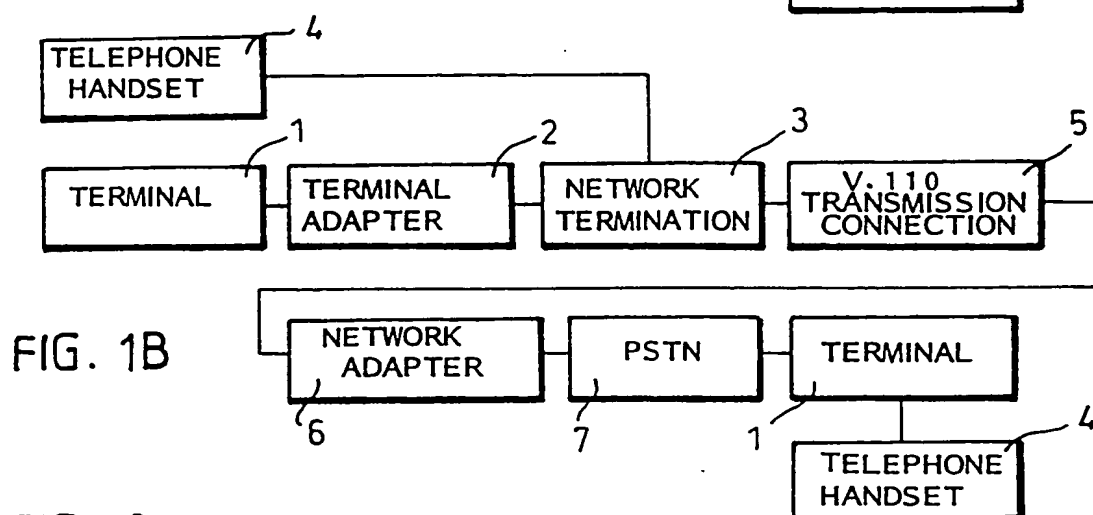 4
TELEPHONE
HANDSET
1
2
3
5
TERMINAL
TERMINAL
ADAPTER
NETWORK
TERMINATION
V.110
TRANSMISSION
CONNECTION
FIG. 1B
NETWORK
ADAPTER
PSTN
TERMINAL
6
7
1
4
TELEPHONE
HANDSET